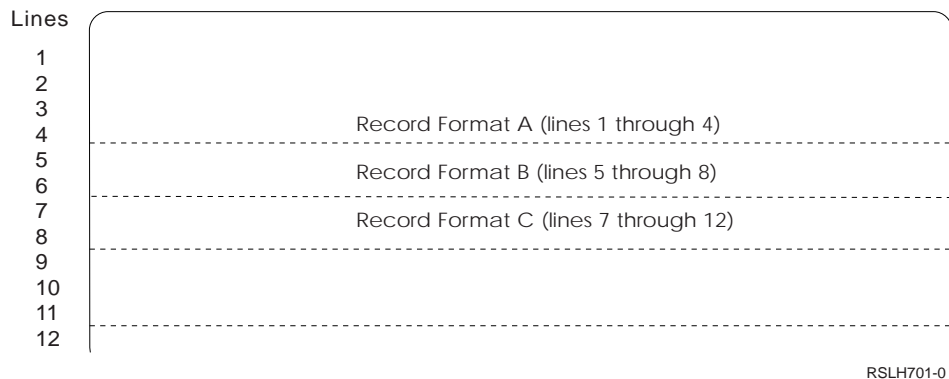 Lines
1
2
3
Record Format A (lines 1 through 4)
4
5
Record Format B (lines 5 through 8)
6
7
Record Format C (lines 7 through 12)
8
9
10
11
12
RSLH701-0